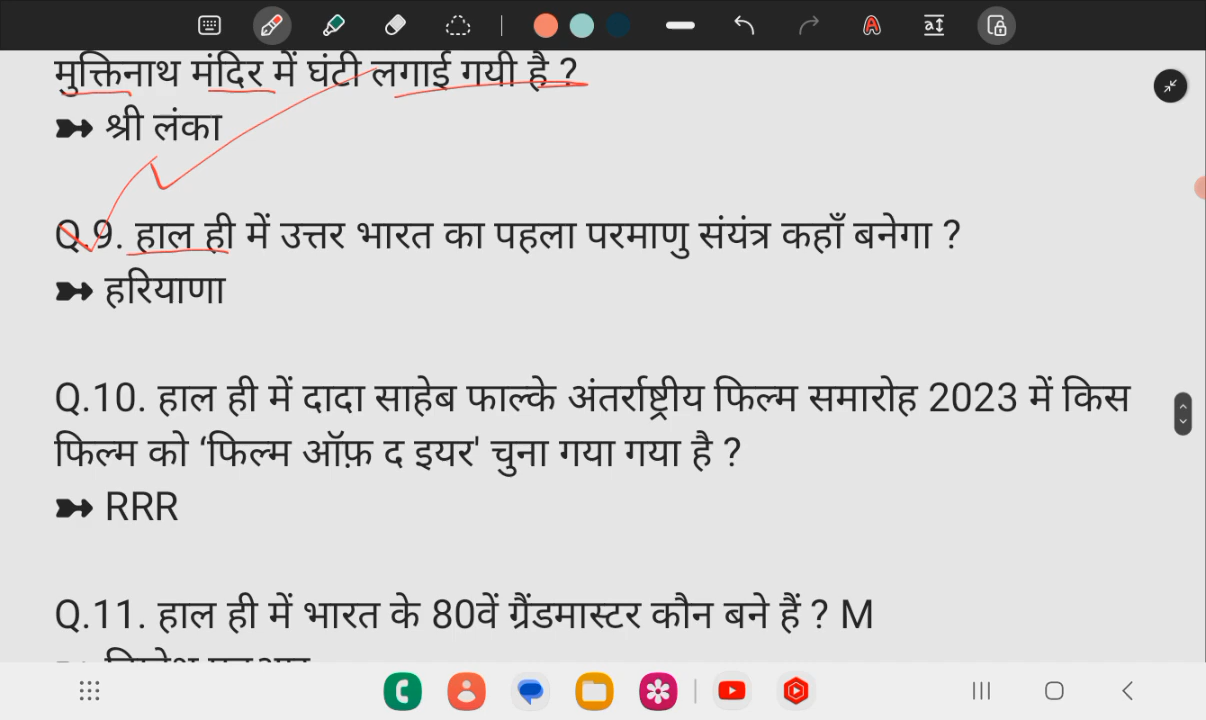 मुक्तिनाथ मंदिर में घंटी लगाई गयी है ?
➳ श्री लंका
Q.9. हाल ही में उत्तर भारत का पहला परमाणु संयंत्र कहाँ बनेगा ?
➳ हरियाणा
Q.10. हाल ही में दादा साहेब फाल्के अंतर्राष्ट्रीय फिल्म समारोह 2023 में किस
फिल्म को ‘फिल्म ऑफ़ द इयर' चुना गया गया है ?
➳ RRR
Q.11. हाल ही में भारत के 80वें ग्रैंडमास्टर कौन बने हैं ? M